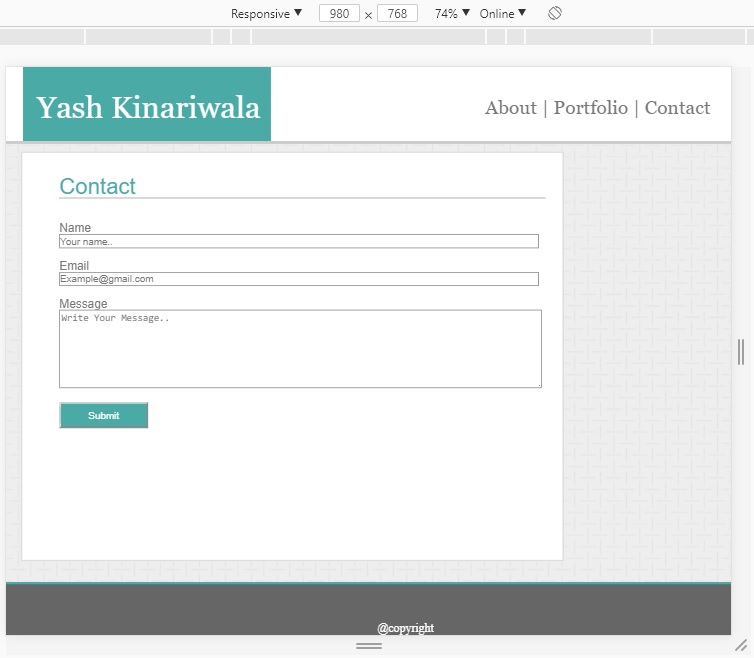 Responsive ▼ 980 × 768 74% ▼ Online ▼
Yash Kinariwala
About | Portfolio | Contact
Contact
Name
Your name..
Email
Example@gmail.com
Message
Write Your Message..
Submit
@copyright